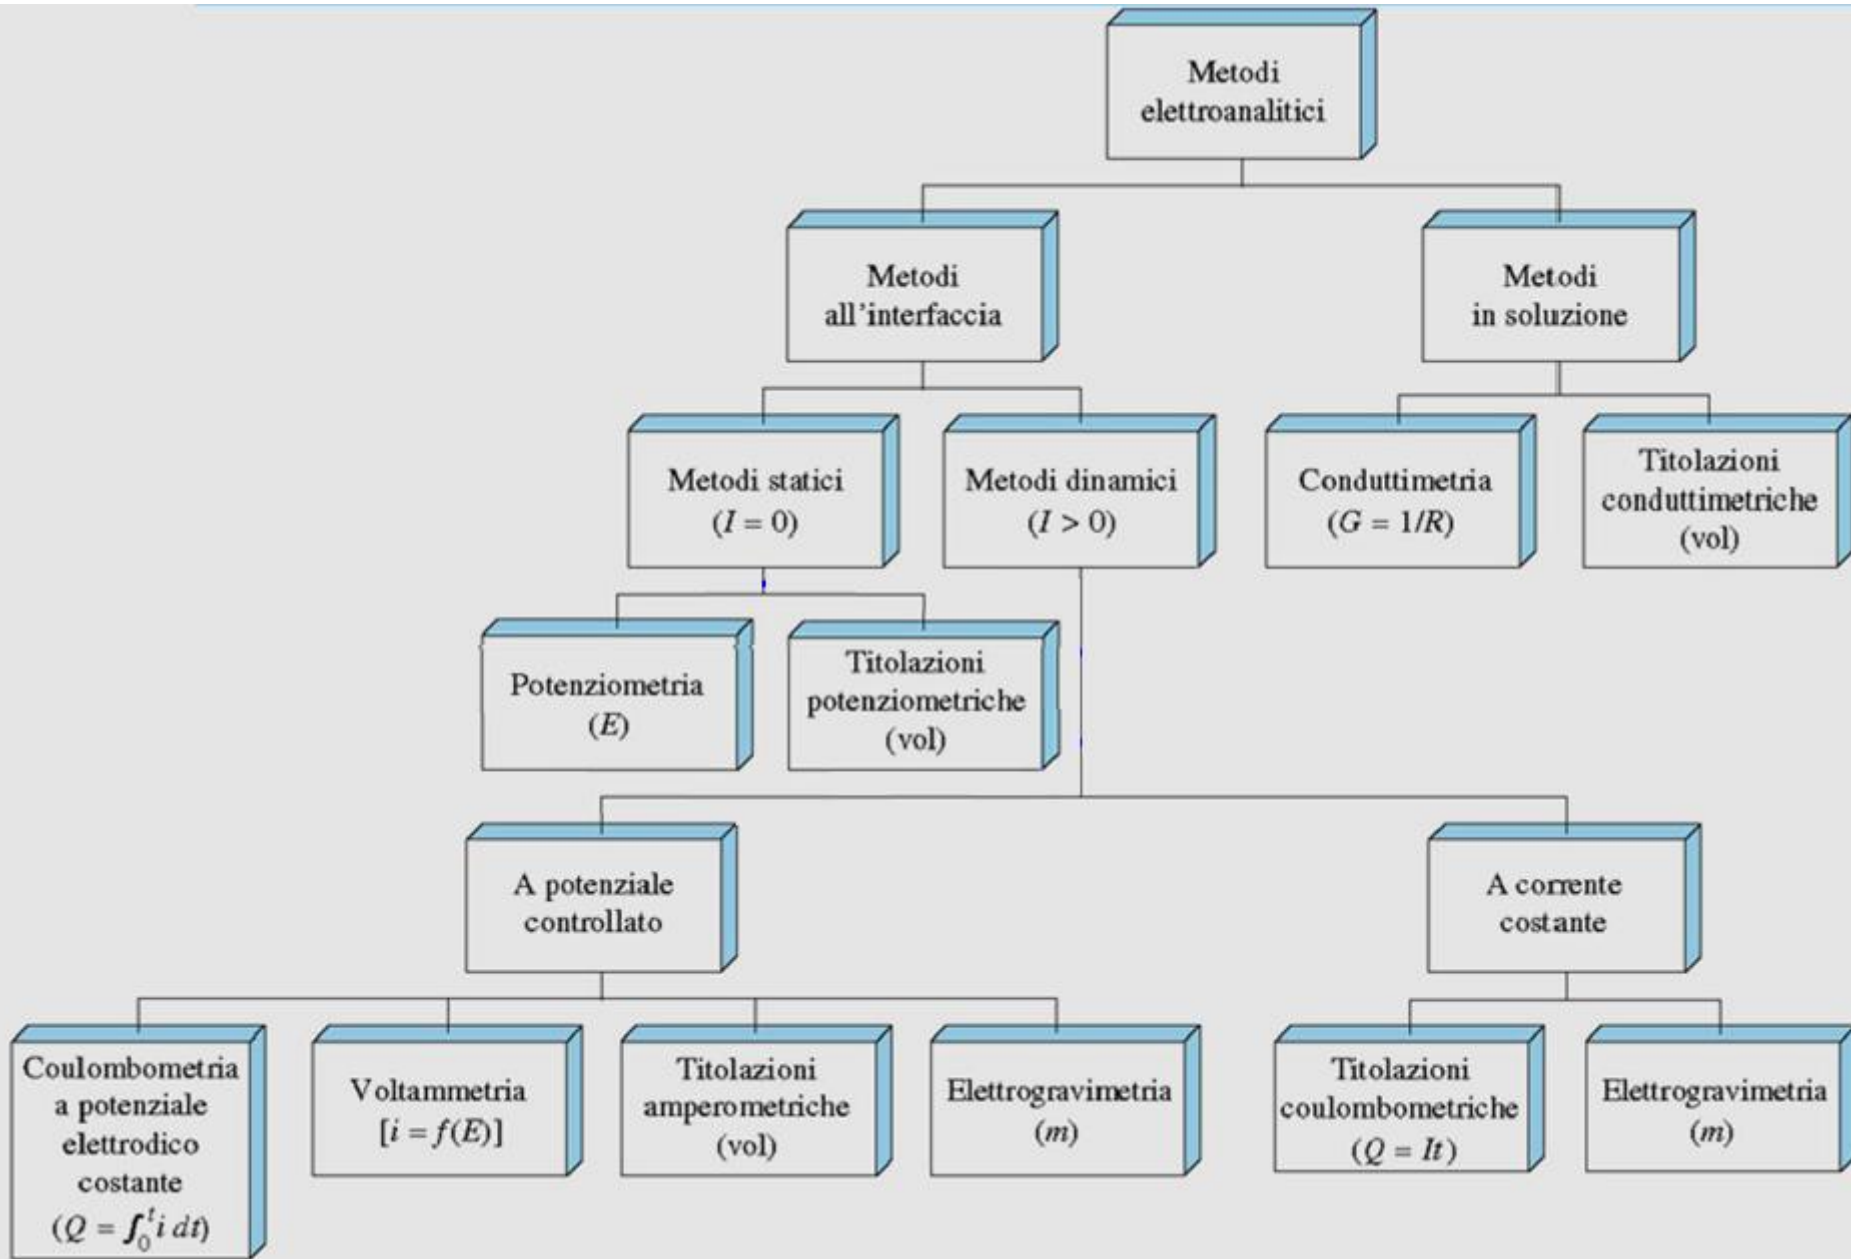 Metodi
elettroanalitici
Metodi
all'interfaccia
Metodi
in soluzione
Metodi statici
(I = 0)
Metodi dinamici
(I > 0)
Conduttimetria
(G = 1/R)
Titolazioni
conduttimetriche
(vol)
Potenziometria
(E)
Titolazioni
potenziometriche
(vol)
A potenziale
controllato
A corrente
costante
Coulombometria
a potenziale
elettrodico
costante
(Q = ∫₀ᵗ i dt)
Voltammetria
[i = f(E)]
Titolazioni
amperometriche
(vol)
Elettrogravimetria
(m)
Titolazioni
coulombometriche
(Q = It)
Elettrogravimetria
(m)